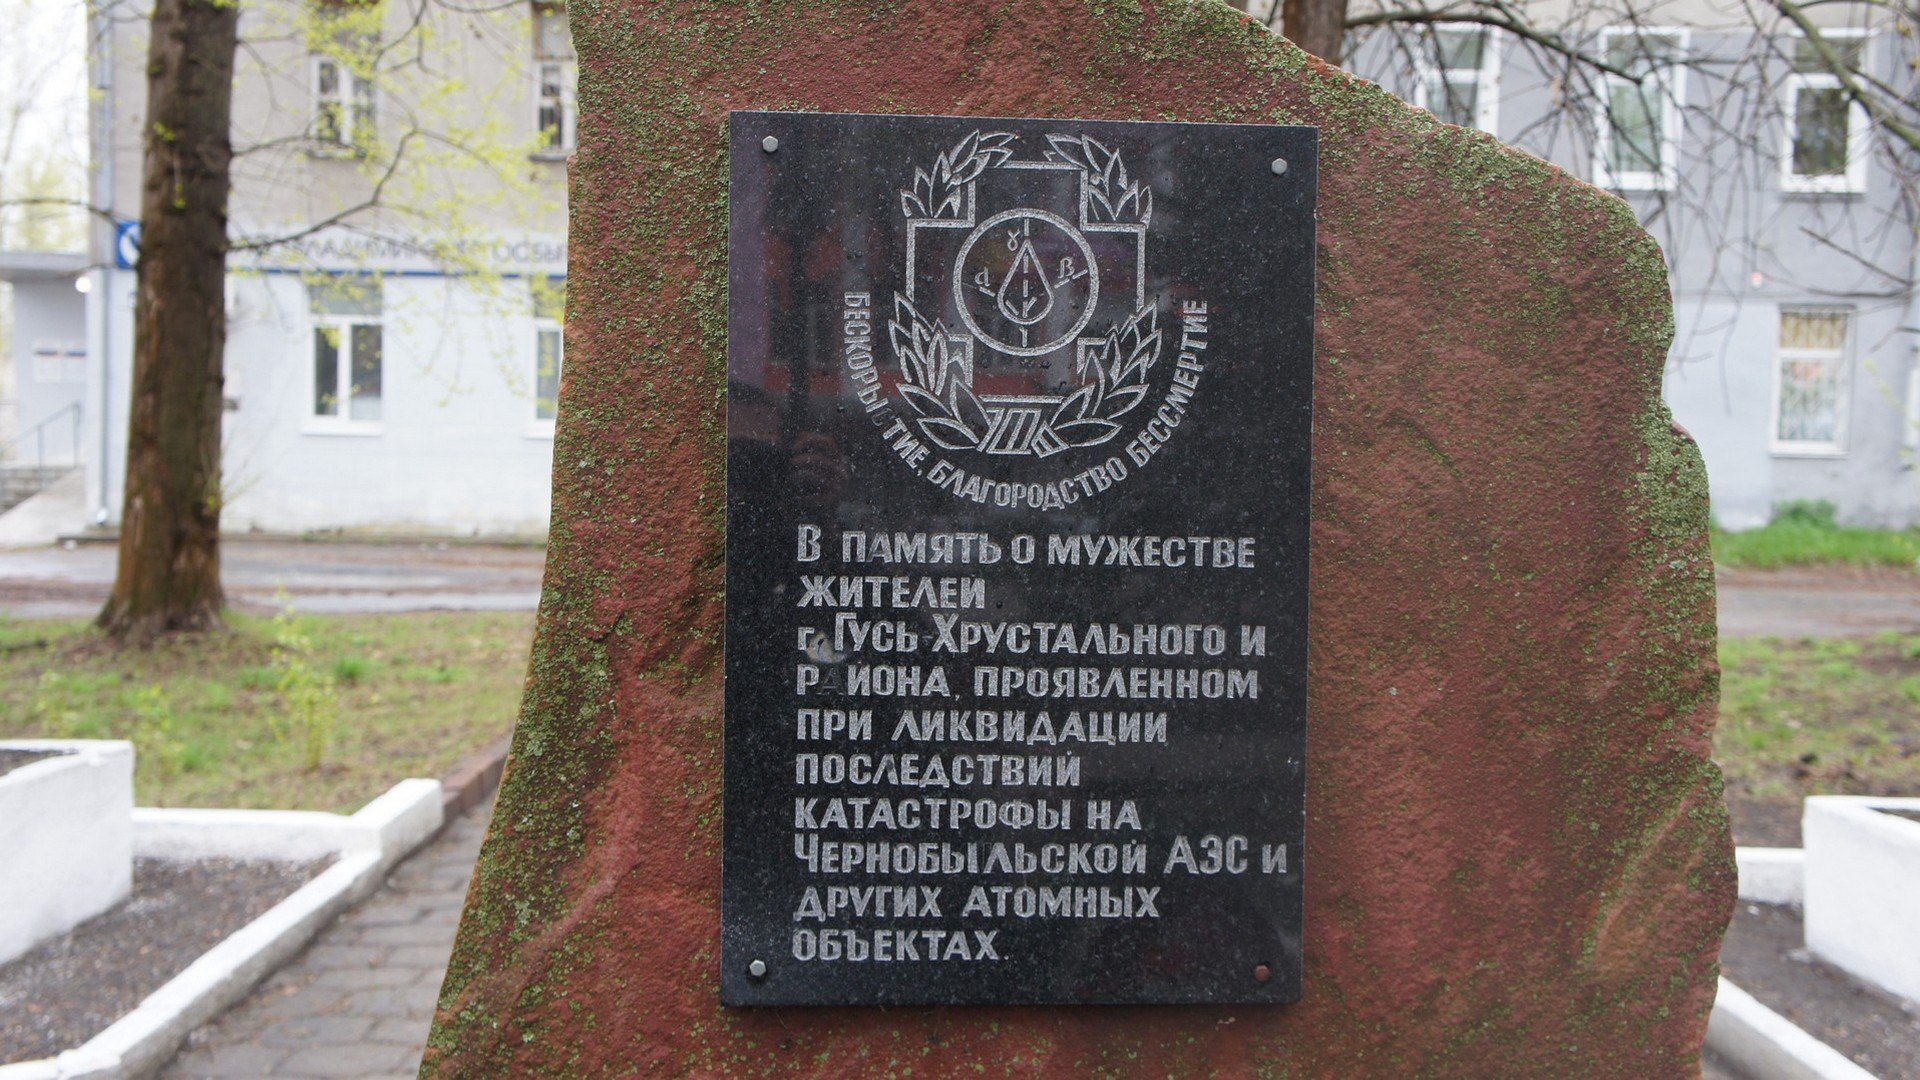 γ
α β
БЕСКОРЫСТИЕ БЛАГОРОДСТВО БЕССМЕРТИЕ
В ПАМЯТЬ О МУЖЕСТВЕ
ЖИТЕЛЕЙ
г. ГУСЬ-ХРУСТАЛЬНОГО И
РАЙОНА, ПРОЯВЛЕННОМ
ПРИ ЛИКВИДАЦИИ
ПОСЛЕДСТВИЙ
КАТАСТРОФЫ НА
ЧЕРНОБЫЛЬСКОЙ АЭС И
ДРУГИХ АТОМНЫХ
ОБЪЕКТАХ.